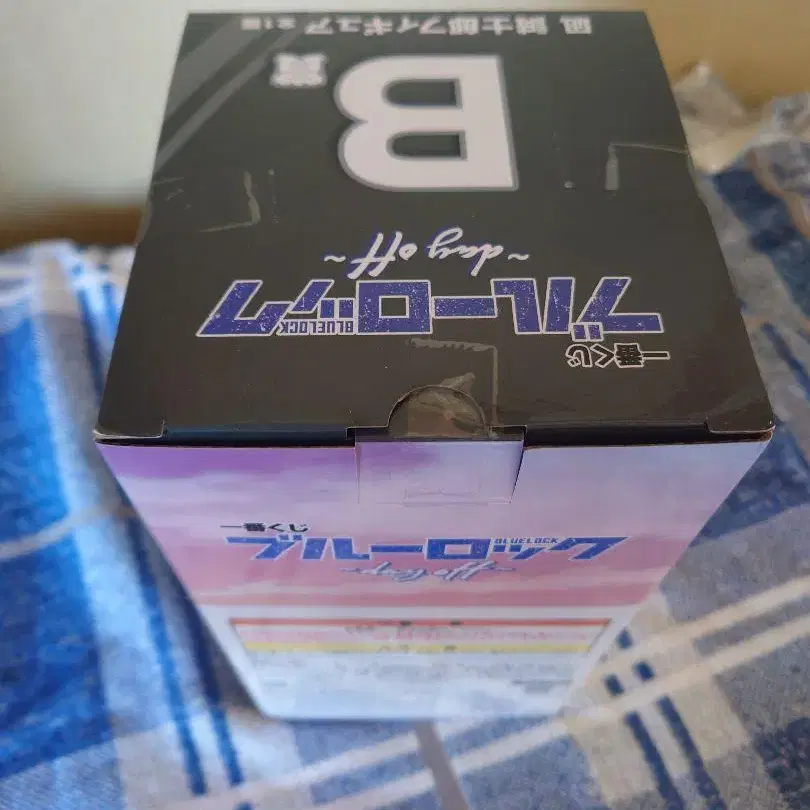 一番くじ
ブルーロック
BLUELOCK
~day off~
B賞
凪 誠士郎フィギュア 全1種
一番くじ
ブルーロック
BLUELOCK
~day off~